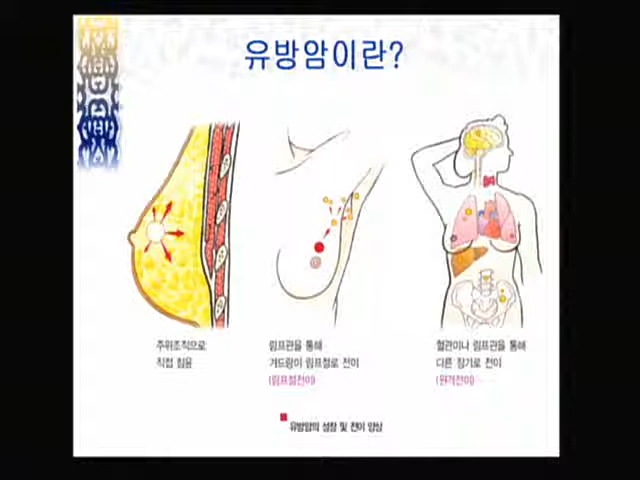 유방암이란?
주위조직으로
직접 침윤
림프관을 통해
겨드랑이 림프절로 전이
(림프절전이)
혈관이나 림프관을 통해
다른 장기로 전이
(원격전이)
유방암의 성장 및 전이 양상